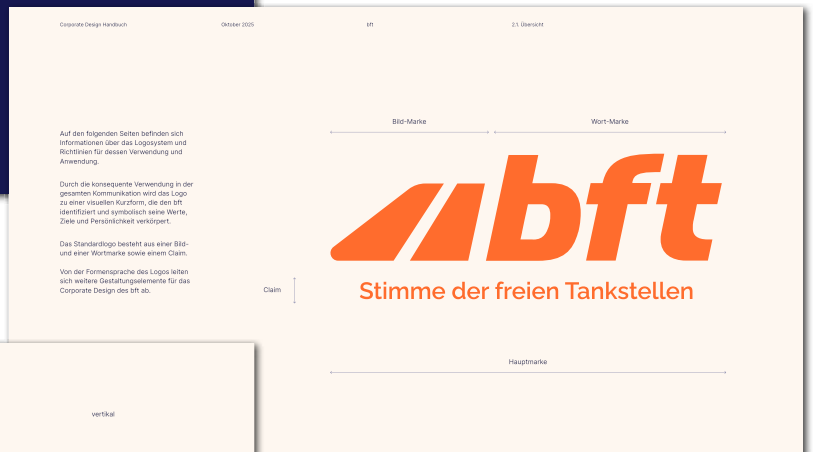 Corporate Design Handbuch
Oktober 2025
bft
2.1. Übersicht
Auf den folgenden Seiten befinden sich
Informationen über das Logosystem und
Richtlinien für dessen Verwendung und
Anwendung.
Durch die konsequente Verwendung in der
gesamten Kommunikation wird das Logo
zu einer visuellen Kurzform, die den bft
identifiziert und symbolisch seine Werte,
Ziele und Persönlichkeit verkörpert.
Das Standardlogo besteht aus einer Bild-
und einer Wortmarke sowie einem Claim.
Von der Formensprache des Logos leiten
sich weitere Gestaltungselemente für das
Corporate Design des bft ab.
Bild-Marke
Wort-Marke
bft
Claim
Stimme der freien Tankstellen
Hauptmarke
vertikal